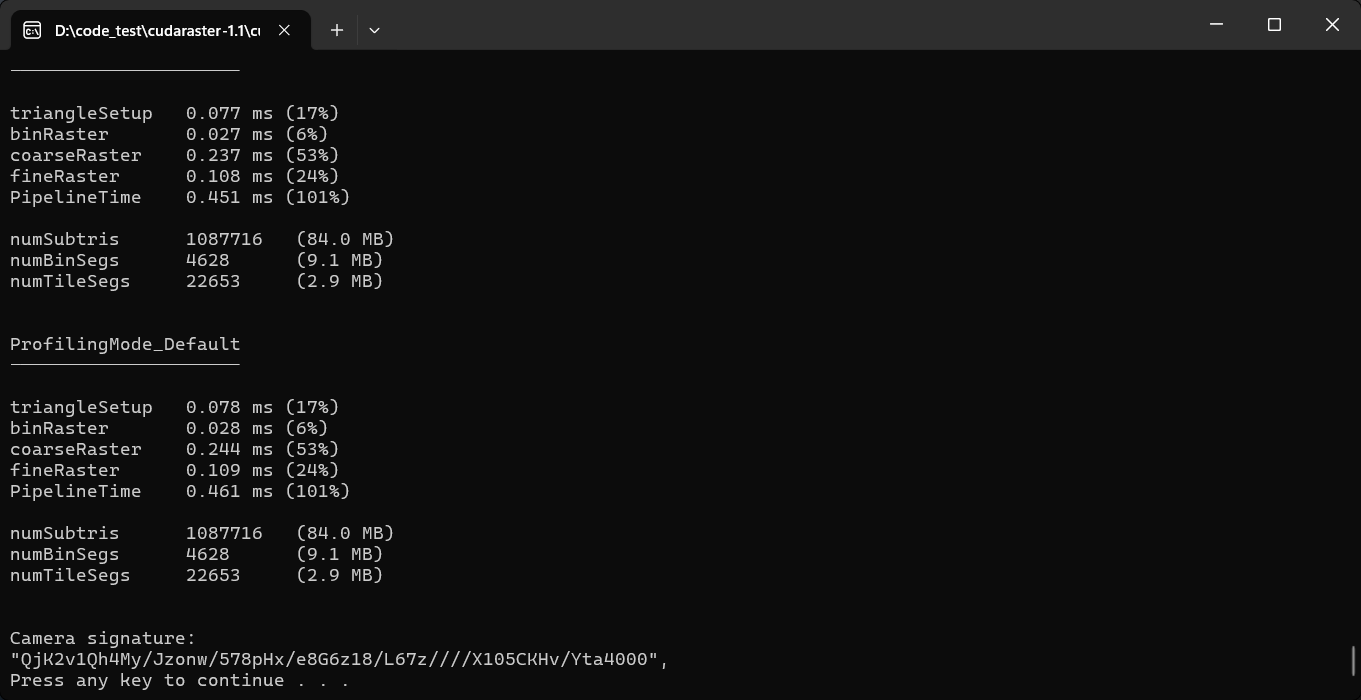 D:\code_test\cudaraster-1.1\cu
triangleSetup   0.077 ms (17%)
binRaster       0.027 ms (6%)
coarseRaster    0.237 ms (53%)
fineRaster      0.108 ms (24%)
PipelineTime    0.451 ms (101%)
numSubtris      1087716   (84.0 MB)
numBinSegs      4628      (9.1 MB)
numTileSegs     22653     (2.9 MB)
ProfilingMode_Default
triangleSetup   0.078 ms (17%)
binRaster       0.028 ms (6%)
coarseRaster    0.244 ms (53%)
fineRaster      0.109 ms (24%)
PipelineTime    0.461 ms (101%)
numSubtris      1087716   (84.0 MB)
numBinSegs      4628      (9.1 MB)
numTileSegs     22653     (2.9 MB)
Camera signature:
"QjK2v1Qh4My/Jzonw/578pHx/e8G6z18/L67z////X105CKHv/Yta4000",
Press any key to continue . . .